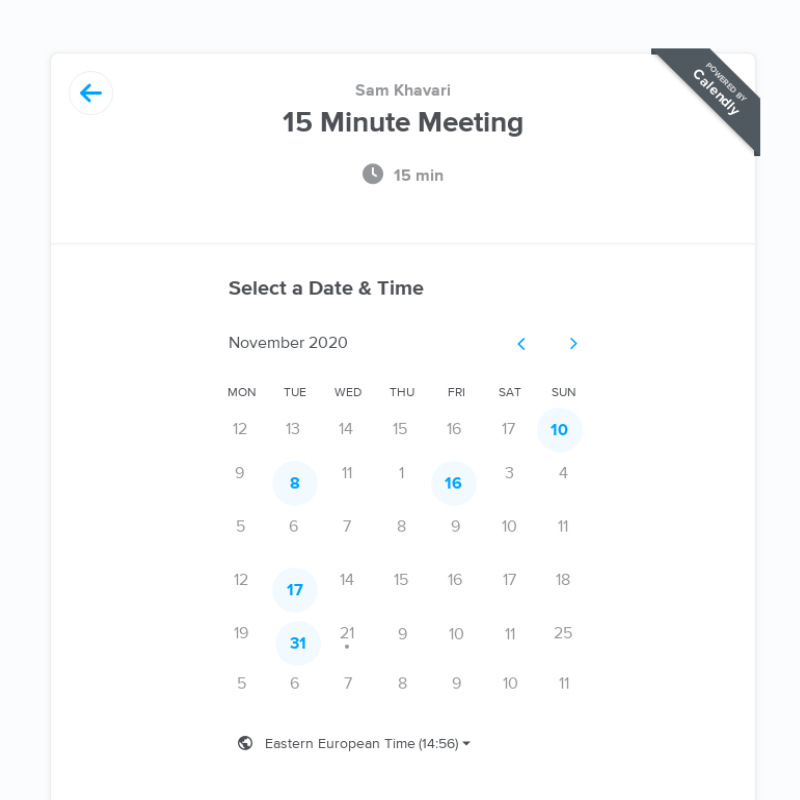 POWERED BY
Calendly
Sam Khavari
15 Minute Meeting
15 min
Select a Date & Time
November 2020
MON TUE WED THU FRI SAT SUN
12 13 14 15 16 17 10
9 8 11 1 16 3 4
5 6 7 8 9 10 11
12 17 14 15 16 17 18
19 31 21 9 10 11 25
5 6 7 8 9 10 11
Eastern European Time (14:56)